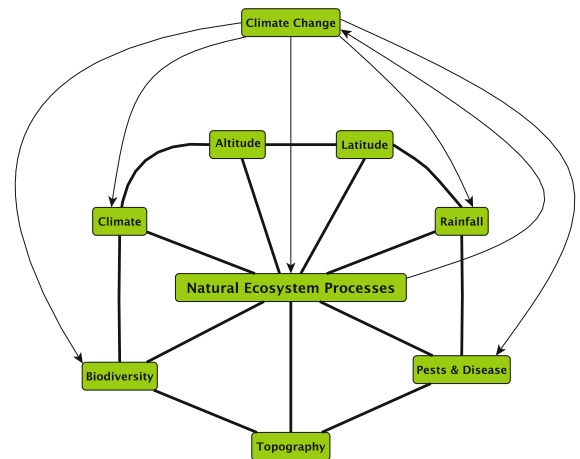 Climate Change
Altitude
Latitude
Climate
Rainfall
Natural Ecosystem Processes
Biodiversity
Pests & Disease
Topography